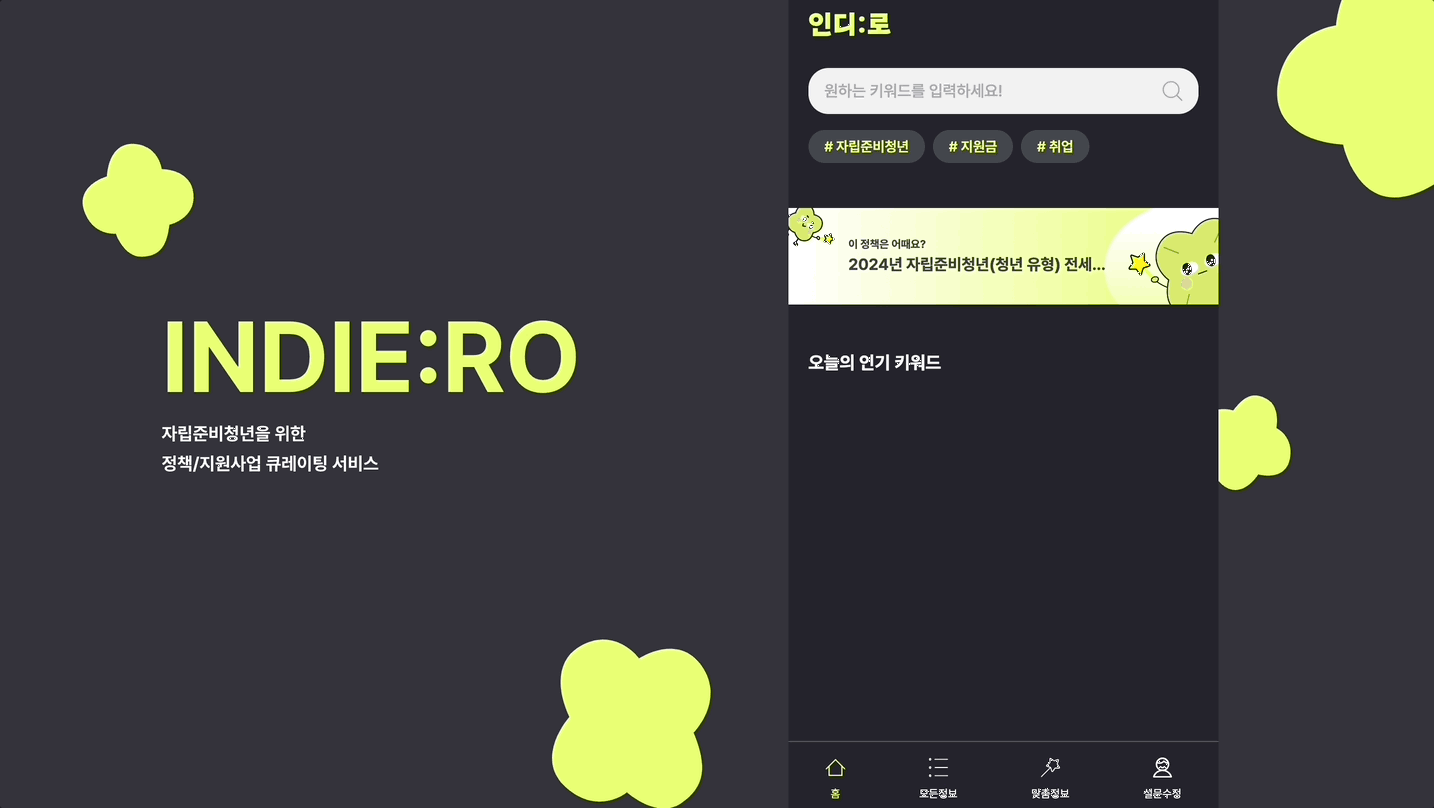 INDIE:RO
자립준비청년을 위한
정책/지원사업 큐레이팅 서비스
인디:로
원하는 키워드를 입력하세요!
# 자립준비청년
# 지원금
# 취업
이 정책은 어때요?
2024년 자립준비청년(청년 유형) 전세...
오늘의 연기 키워드
홈
모든정보
맞춤정보
설문수정